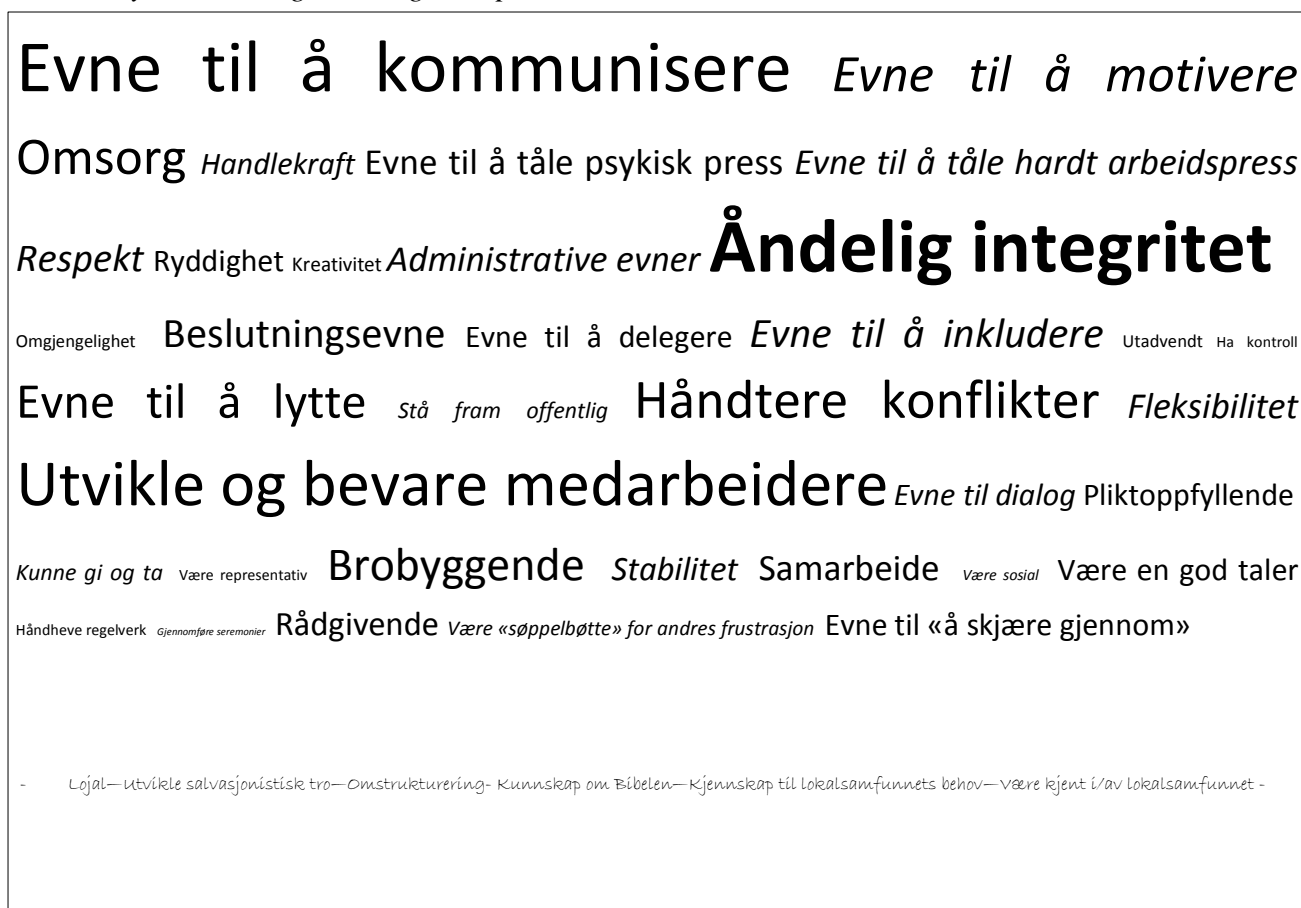 Evne til å kommunisere Evne til å motivere
Omsorg Handlekraft Evne til å tåle psykisk press Evne til å tåle hardt arbeidspress
Respekt Ryddighet Kreativitet Administrative evner Åndelig integritet
Omgjengelighet Beslutningsevne Evne til å delegere Evne til å inkludere Utadvendt Ha kontroll
Evne til å lytte Stå fram offentlig Håndtere konflikter Fleksibilitet
Utvikle og bevare medarbeidere Evne til dialog Pliktoppfyllende
Kunne gi og ta Være representativ Brobyggende Stabilitet Samarbeide Være sosial Være en god taler
Håndheve regelverk Gjennomføre seremonier Rådgivende Være «søppelbøtte» for andres frustrasjon Evne til «å skjære gjennom»
- Lojal—Utvikle salvasjonistisk tro—Omstrukturering- Kunnskap om Bibelen—Kjennskap til lokalsamfunnets behov—Være kjent i/av lokalsamfunnet -